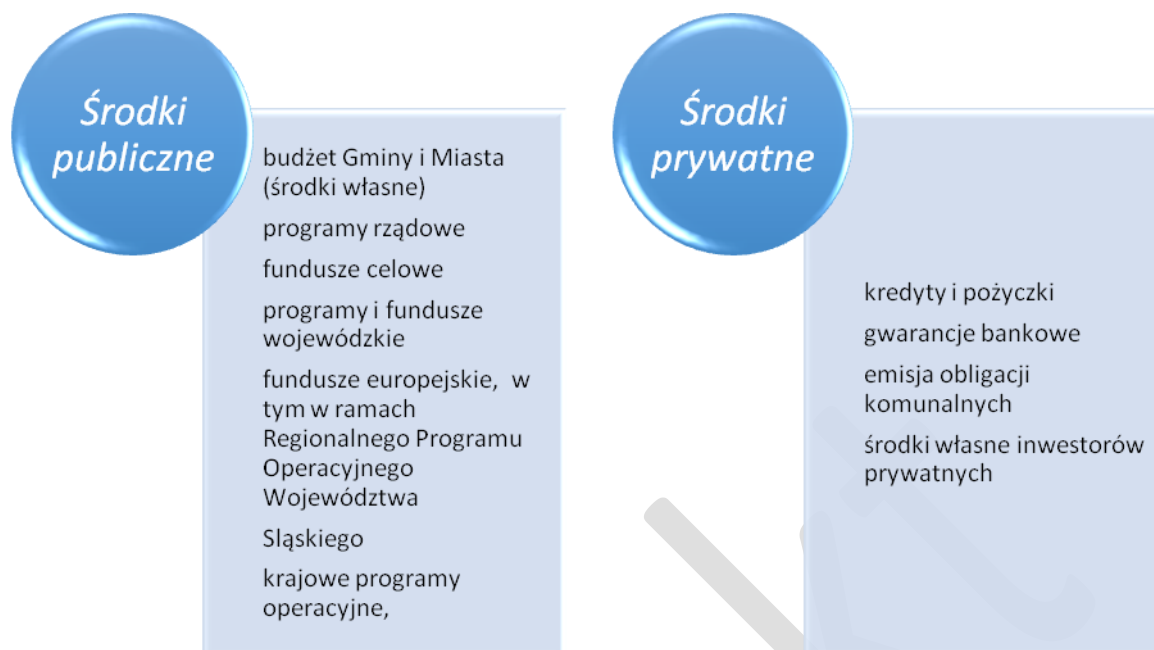 Środki
publiczne
budżet Gminy i Miasta
(środki własne)
programy rządowe
fundusze celowe
programy i fundusze
wojewódzkie
fundusze europejskie, w
tym w ramach
Regionalnego Programu
Operacyjnego
Województwa
Sląskiego
krajowe programy
operacyjne,
Środki
prywatne
kredyty i pożyczki
gwarancje bankowe
emisja obligacji
komunalnych
środki własne inwestorów
prywatnych